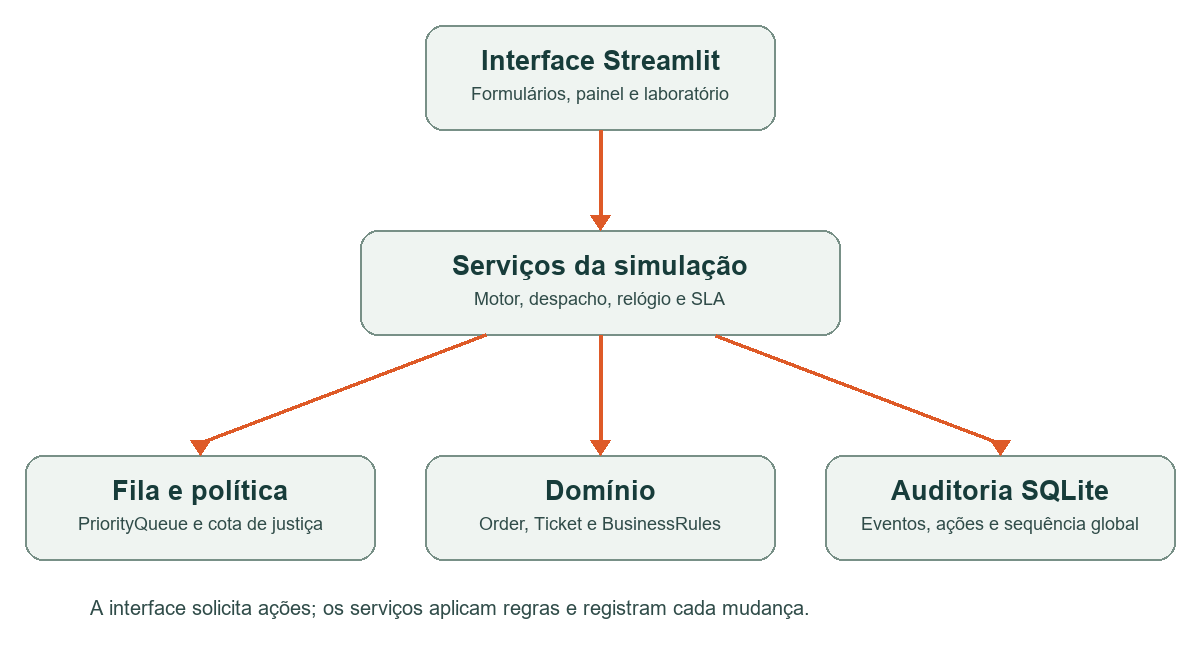 Interface Streamlit
Formulários, painel e laboratório
Serviços da simulação
Motor, despacho, relógio e SLA
Fila e política
PriorityQueue e cota de justiça
Domínio
Order, Ticket e BusinessRules
Auditoria SQLite
Eventos, ações e sequência global
A interface solicita ações; os serviços aplicam regras e registram cada mudança.